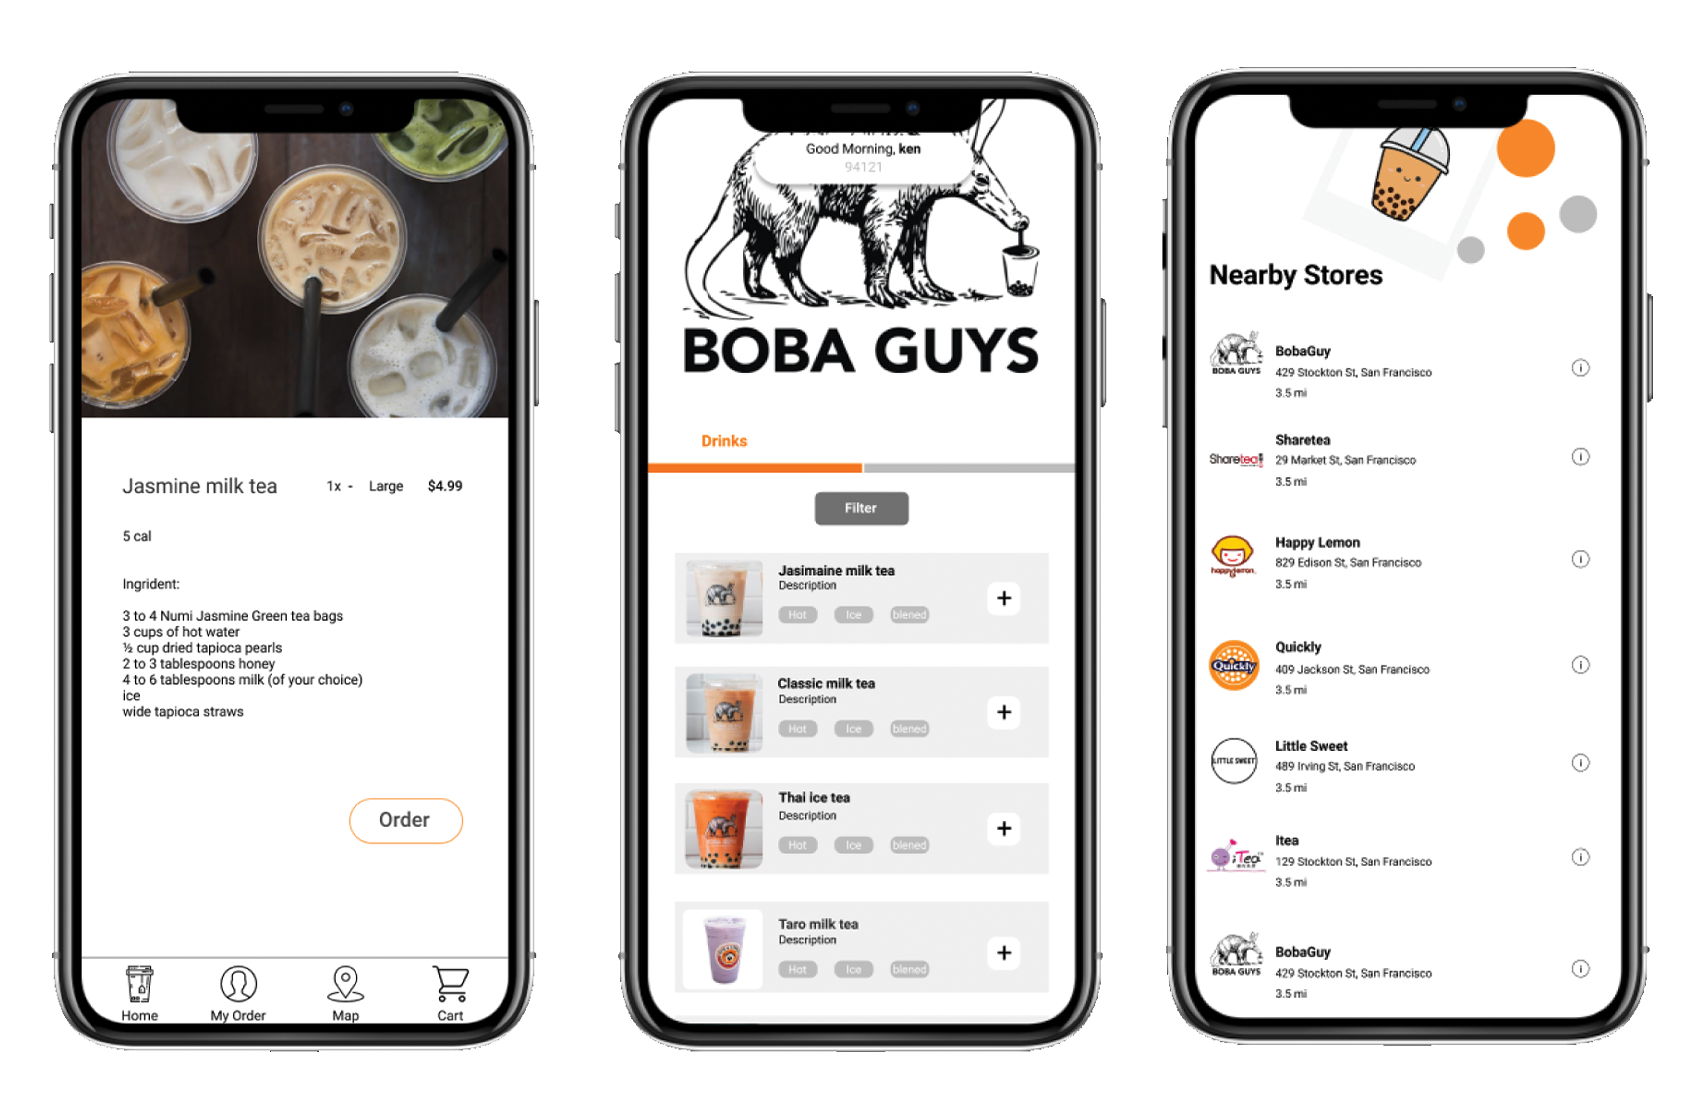 Jasmine milk tea 1x - Large $4.99
5 cal
Ingrident:
3 to 4 Numi Jasmine Green tea bags
3 cups of hot water
½ cup dried tapioca pearls
2 to 3 tablespoons honey
4 to 6 tablespoons milk (of your choice)
ice
wide tapioca straws
Order
Home My Order Map Cart
Good Morning, ken
94121
BOBA GUYS
Drinks
Filter
Jasimaine milk tea
Description
Hot Ice blened
+
Classic milk tea
Description
Hot Ice blened
+
Thai ice tea
Description
Hot Ice blened
+
Taro milk tea
Description
Hot Ice blened
+
Nearby Stores
BOBA GUYS
BobaGuy
429 Stockton St, San Francisco
3.5 mi
Sharetea
Sharetea
29 Market St, San Francisco
3.5 mi
happylemon
Happy Lemon
829 Edison St, San Francisco
3.5 mi
Quickly
Quickly
409 Jackson St, San Francisco
3.5 mi
LITTLE SWEET
Little Sweet
489 Irving St, San Francisco
3.5 mi
iTea
Itea
129 Stockton St, San Francisco
3.5 mi
BOBA GUYS
BobaGuy
429 Stockton St, San Francisco
3.5 mi